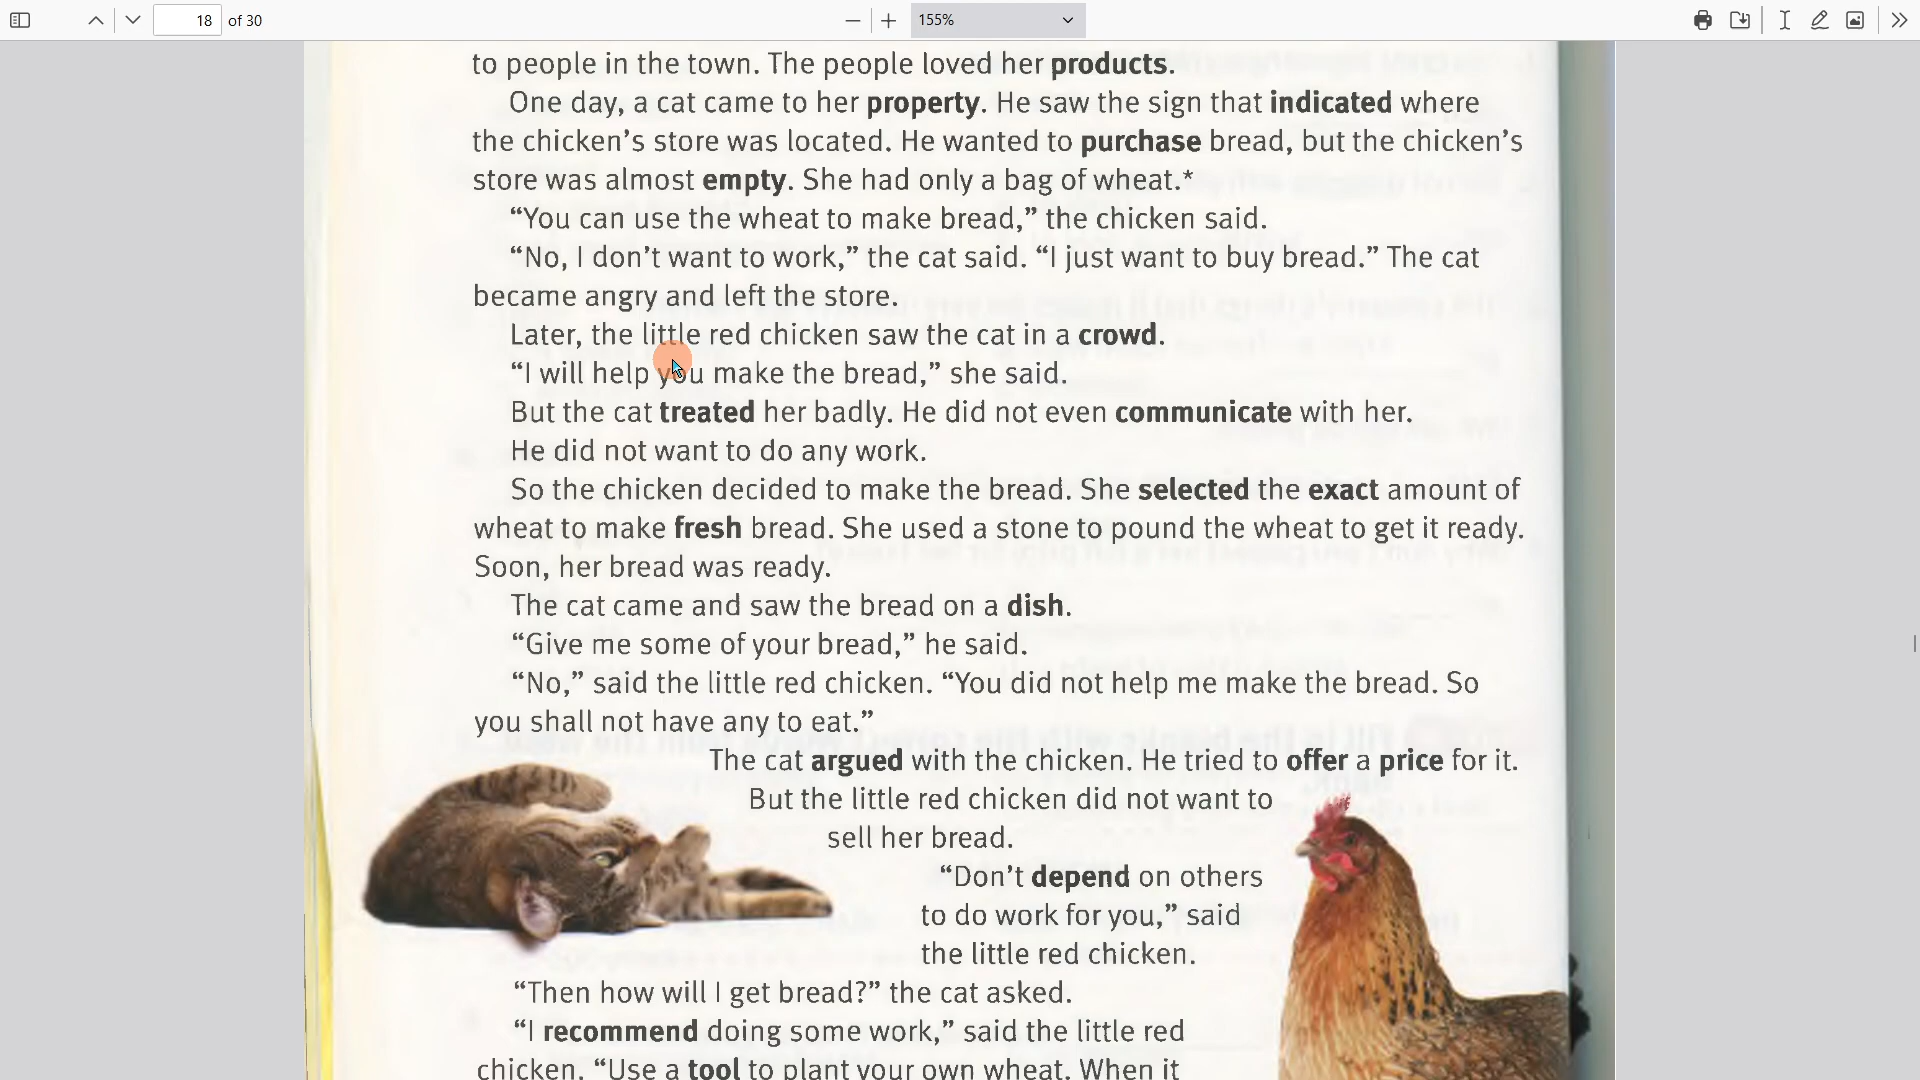 18 of 30 155%
to people in the town. The people loved her products.
One day, a cat came to her property. He saw the sign that indicated where
the chicken’s store was located. He wanted to purchase bread, but the chicken’s
store was almost empty. She had only a bag of wheat.*
“You can use the wheat to make bread,” the chicken said.
“No, I don’t want to work,” the cat said. “I just want to buy bread.” The cat
became angry and left the store.
Later, the little red chicken saw the cat in a crowd.
“I will help you make the bread,” she said.
But the cat treated her badly. He did not even communicate with her.
He did not want to do any work.
So the chicken decided to make the bread. She selected the exact amount of
wheat to make fresh bread. She used a stone to pound the wheat to get it ready.
Soon, her bread was ready.
The cat came and saw the bread on a dish.
“Give me some of your bread,” he said.
“No,” said the little red chicken. “You did not help me make the bread. So
you shall not have any to eat.”
The cat argued with the chicken. He tried to offer a price for it.
But the little red chicken did not want to
sell her bread.
“Don’t depend on others
to do work for you,” said
the little red chicken.
“Then how will I get bread?” the cat asked.
“I recommend doing some work,” said the little red
chicken. “Use a tool to plant your own wheat. When it